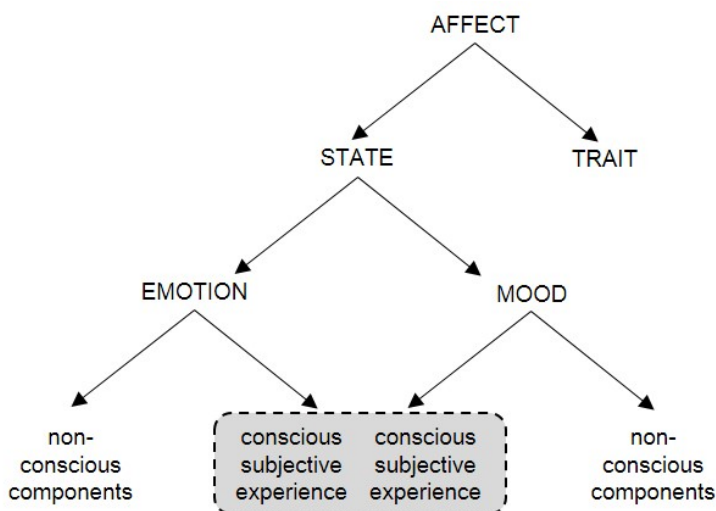 AFFECT
STATE
TRAIT
EMOTION
MOOD
non-
conscious
components
conscious
subjective
experience
conscious
subjective
experience
non-
conscious
components